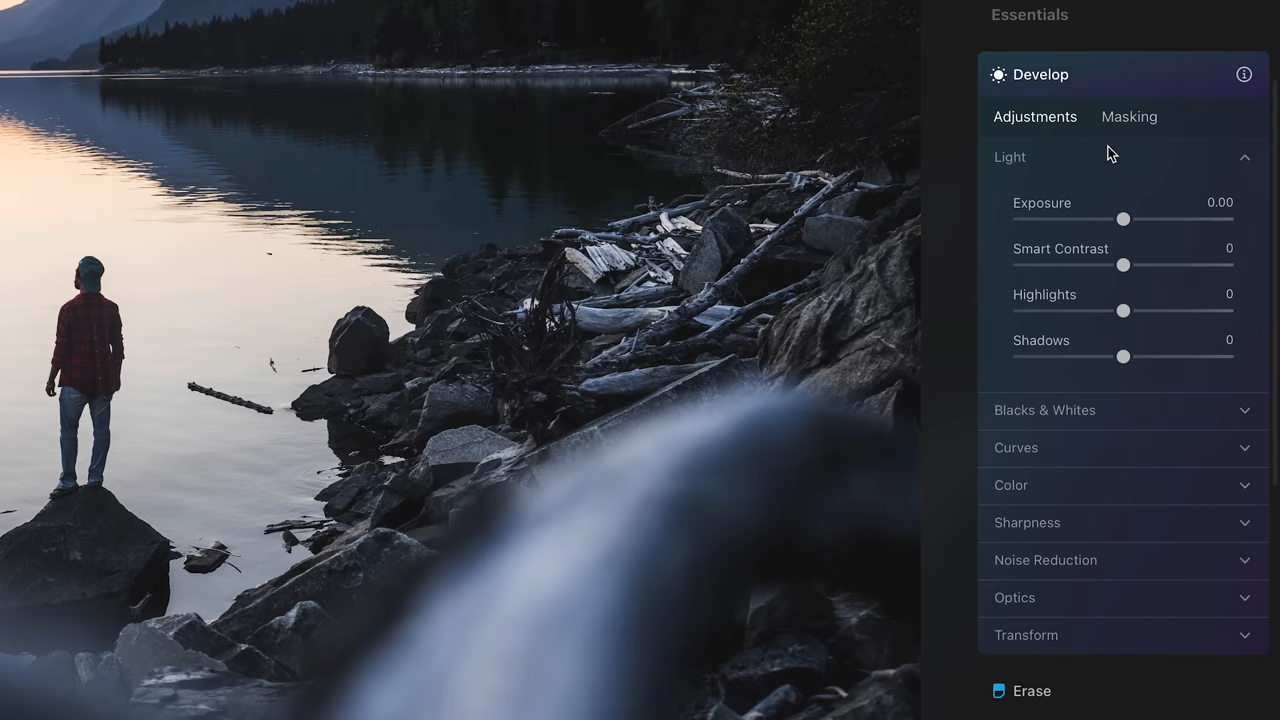 Essentials
Develop
Adjustments Masking
Light
Exposure 0.00
Smart Contrast 0
Highlights 0
Shadows 0
Blacks & Whites
Curves
Color
Sharpness
Noise Reduction
Optics
Transform
Erase